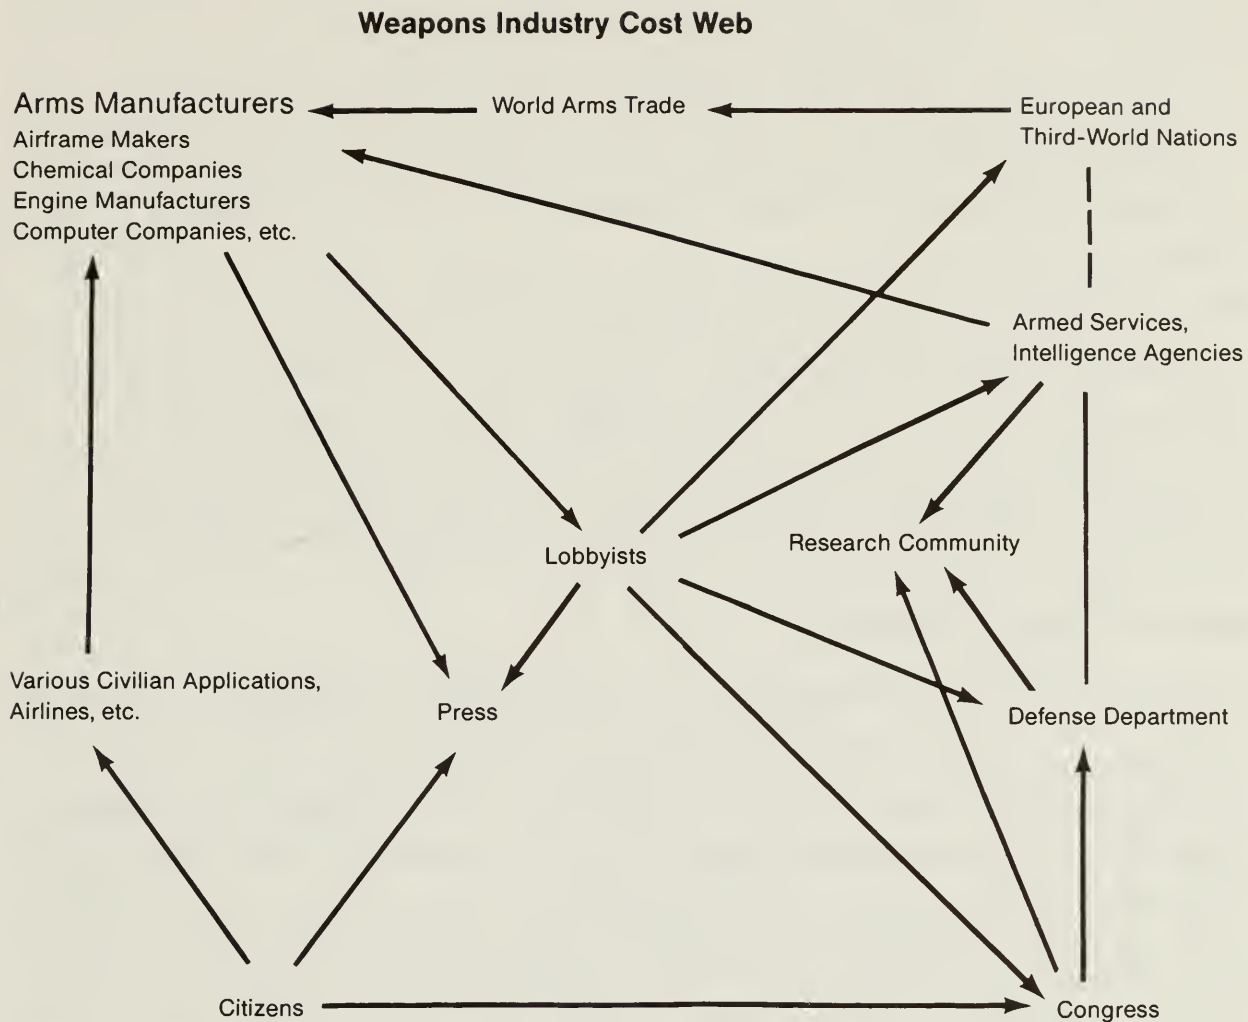 Weapons Industry Cost Web
Arms Manufacturers
Airframe Makers
Chemical Companies
Engine Manufacturers
Computer Companies, etc.
World Arms Trade
European and
Third-World Nations
Armed Services,
Intelligence Agencies
Lobbyists
Research Community
Various Civilian Applications,
Airlines, etc.
Press
Defense Department
Citizens
Congress